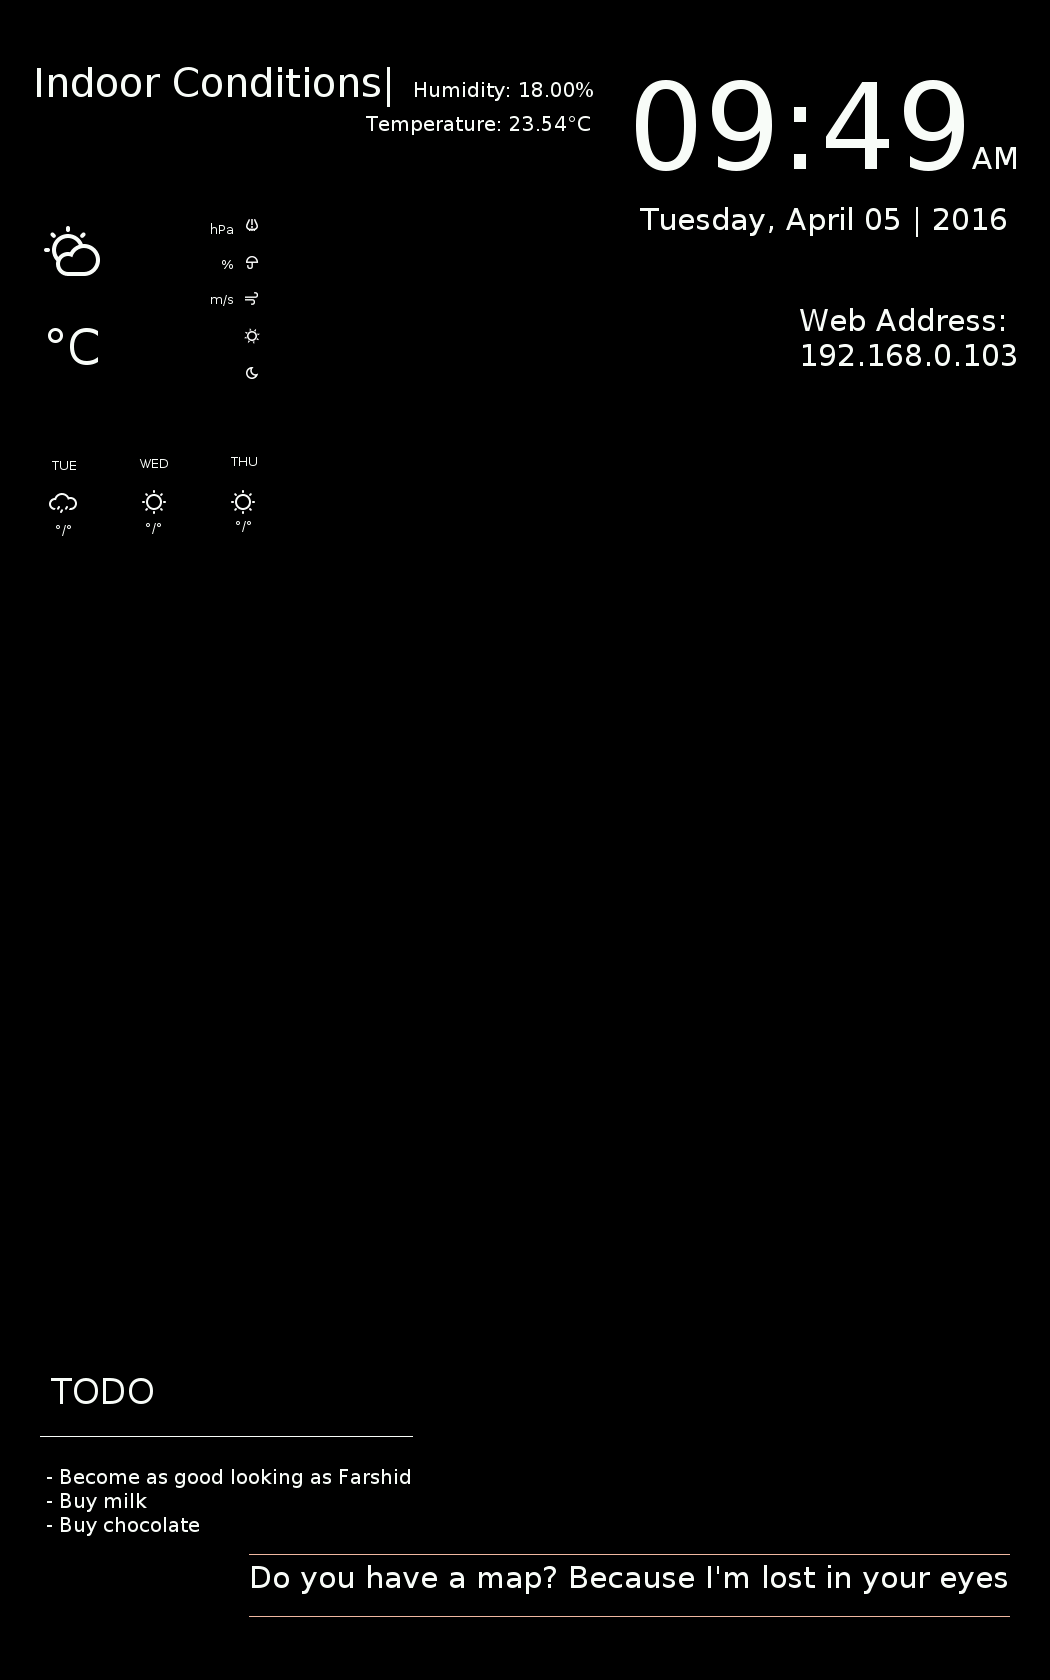 Indoor Conditions| Humidity: 18.00%
Temperature: 23.54°C
09:49 AM
Tuesday, April 05 | 2016
hPa
%
m/s
°C
Web Address:
192.168.0.103
TUE WED THU
°/° °/° °/°
TODO
- Become as good looking as Farshid
- Buy milk
- Buy chocolate
Do you have a map? Because I'm lost in your eyes